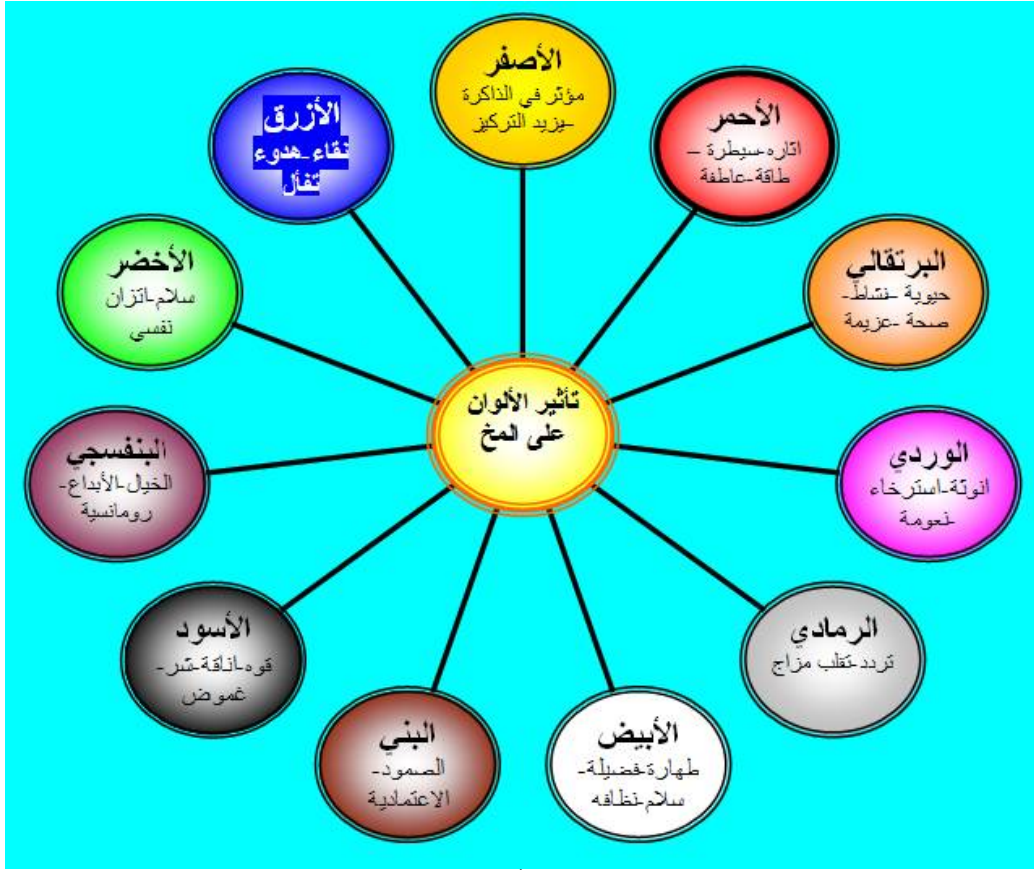 تأثير الألوان
على المخ
الأصفر
مؤثر في الذاكرة
-يزيد التركيز
الأحمر
اثاره-سيطرة –
طاقة-عاطفة
البرتقالي
حيوية –نشاط-
صحة -عزيمة
الوردي
انوثة-استرخاء
-نعومة
الرمادي
تردد-تقلب مزاج
الأبيض
طهارة-فضيلة-
سلام-نظافه
البني
الصمود-
الاعتمادية
الأسود
قوه-اناقة-شر-
غموض
البنفسجي
الخيال-الأبداع-
رومانسية
الأخضر
سلام-اتزان
نفسي
الأزرق
نقاء-هدوء
تفأل